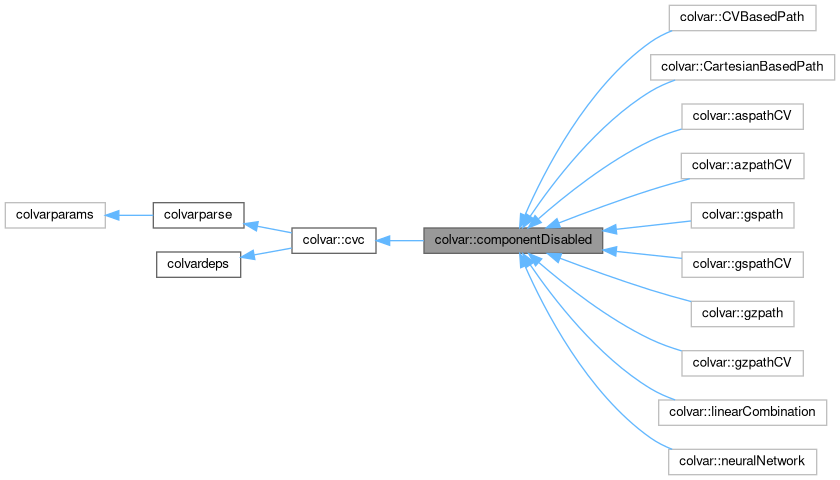 colvarparams
colvarparse
colvardeps
colvar::cvc
colvar::componentDisabled
colvar::CVBasedPath
colvar::CartesianBasedPath
colvar::aspathCV
colvar::azpathCV
colvar::gspath
colvar::gspathCV
colvar::gzpath
colvar::gzpathCV
colvar::linearCombination
colvar::neuralNetwork